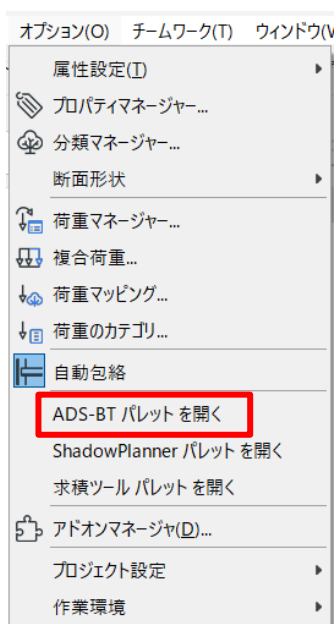 オプション(O) チームワーク(T) ウィンドウ(
属性設定(T)
プロパティマネージャー...
分類マネージャー...
断面形状
荷重マネージャー...
複合荷重...
荷重マッピング...
荷重のカテゴリ...
自動包絡
ADS-BT パレット を開く
ShadowPlanner パレット を開く
求積ツール パレット を開く
アドオンマネージャ(D)...
プロジェクト設定
作業環境